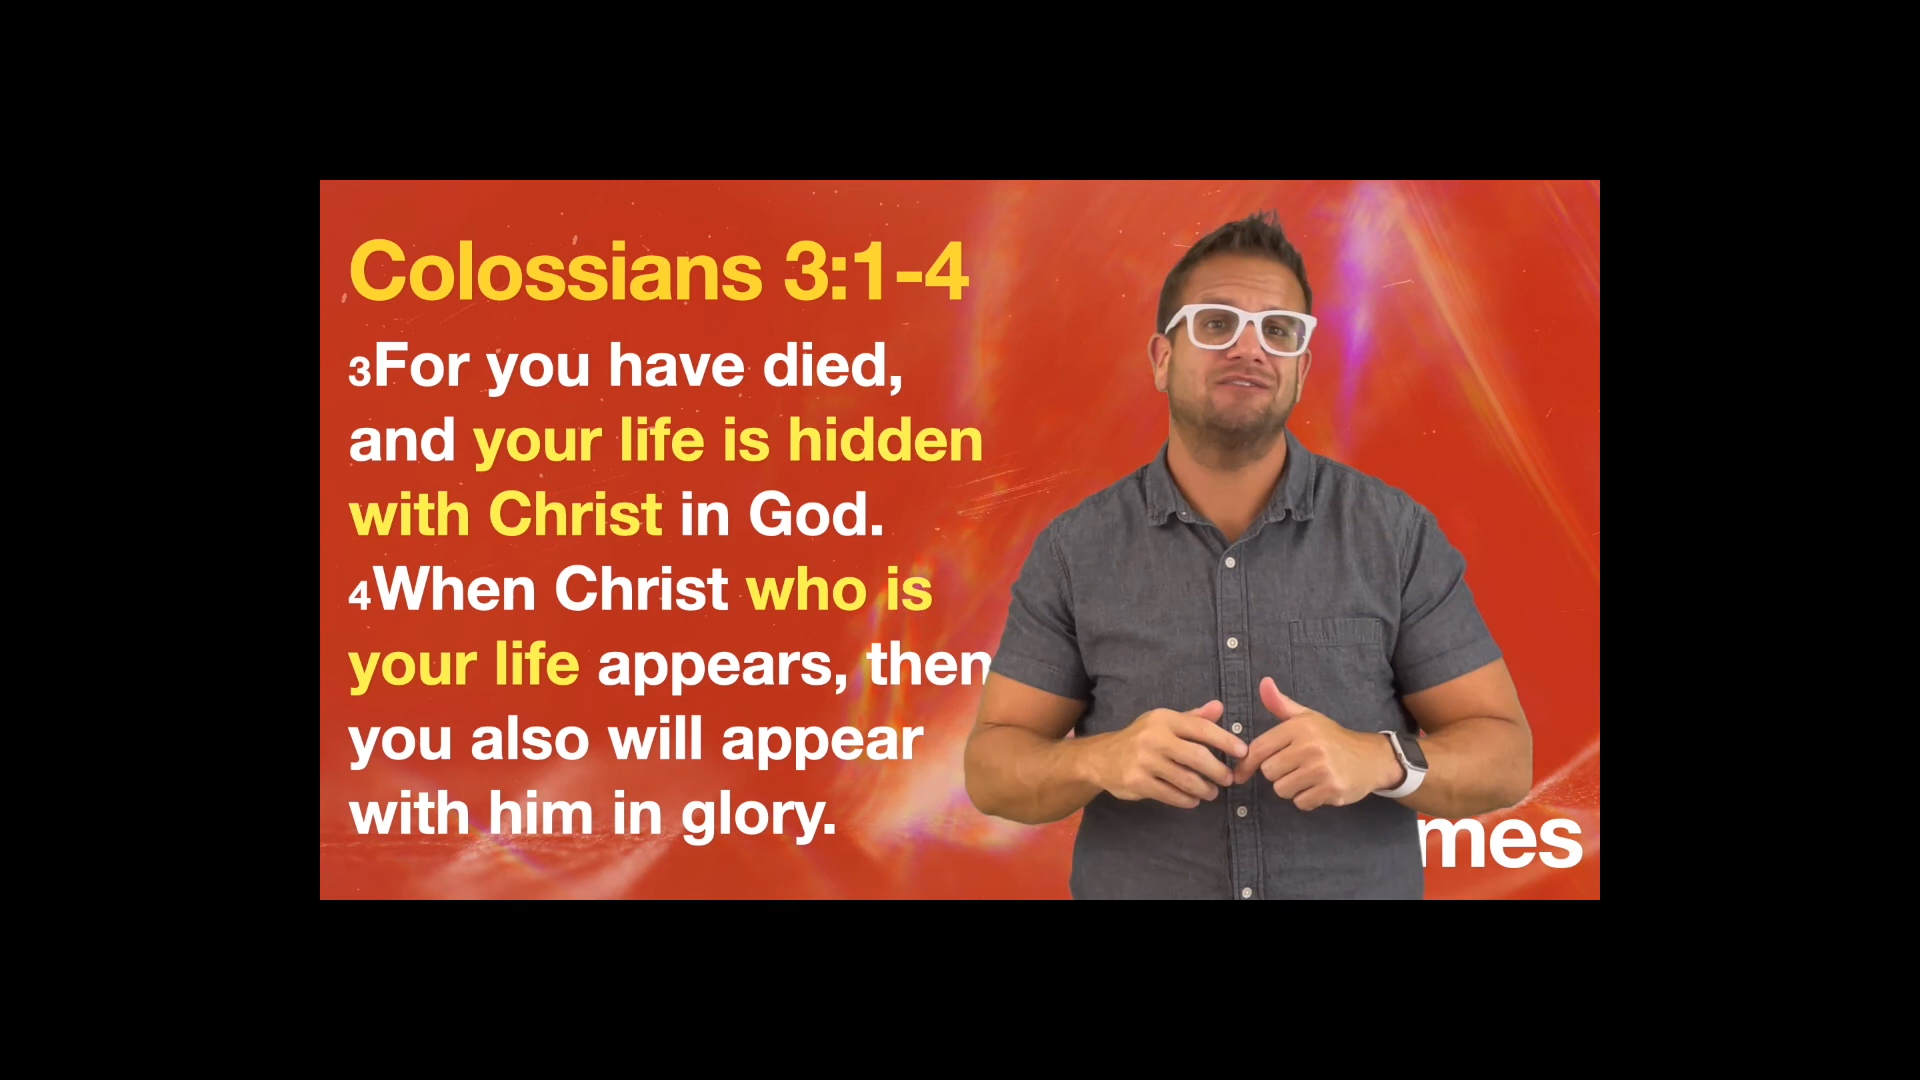 Colossians 3:1-4
3For you have died,
and your life is hidden
with Christ in God.
4When Christ who is
your life appears, then
you also will appear
with him in glory.
mes